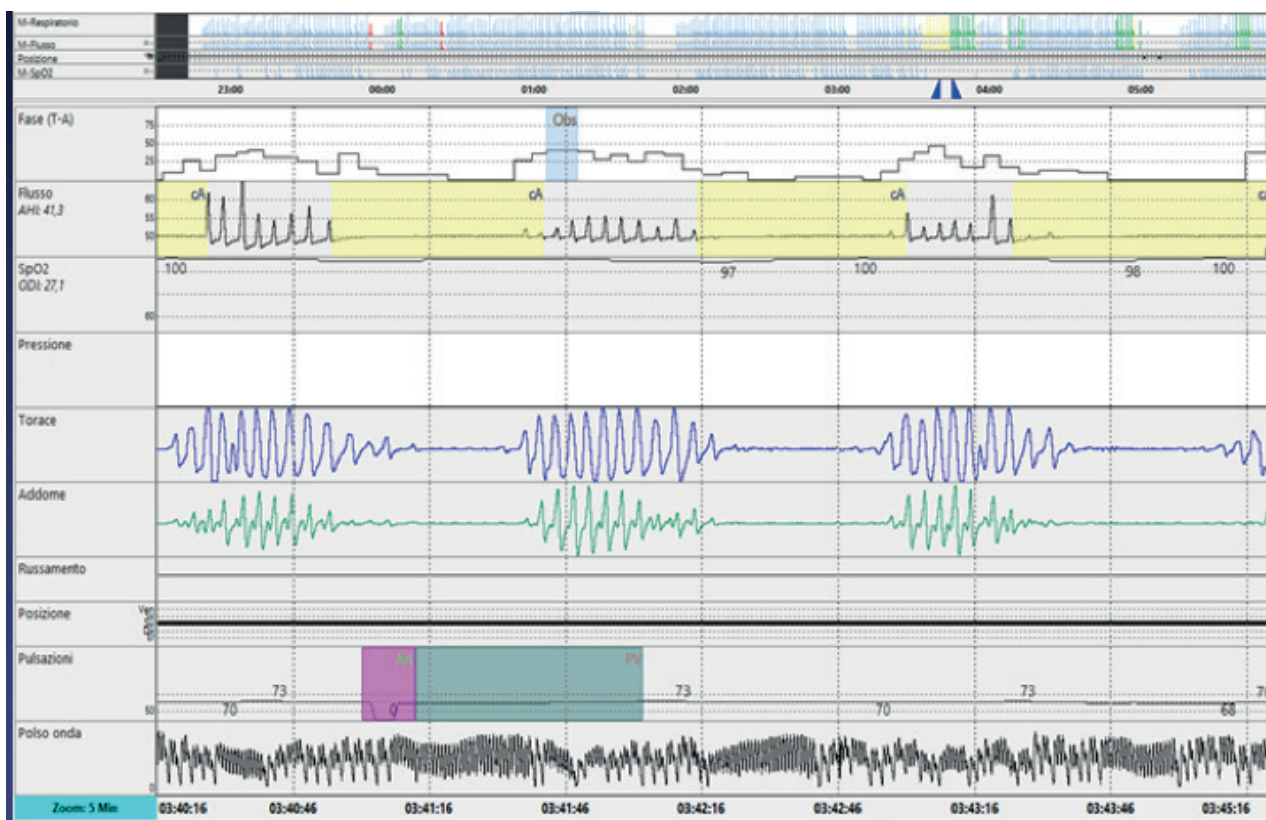 M-Respiratorio
M-Flusso
Posizione
M-SpO2
23:00 00:00 01:00 02:00 03:00 04:00 05:00
Fase (T-A)
75
50
25
Obs
Flusso
AHI: 41,3
60
55
50
cA cA cA
SpO2
ODI: 27,1
60
100 97 100 98 100
Pressione
Torace
Addome
Russamento
Posizione
Pulsazioni
50
Art PV
73 73 73
70 0 70 68
Polso onda
0
Zoom: 5 Min 03:40:16 03:40:46 03:41:16 03:41:46 03:42:16 03:42:46 03:43:16 03:43:46 03:45:16